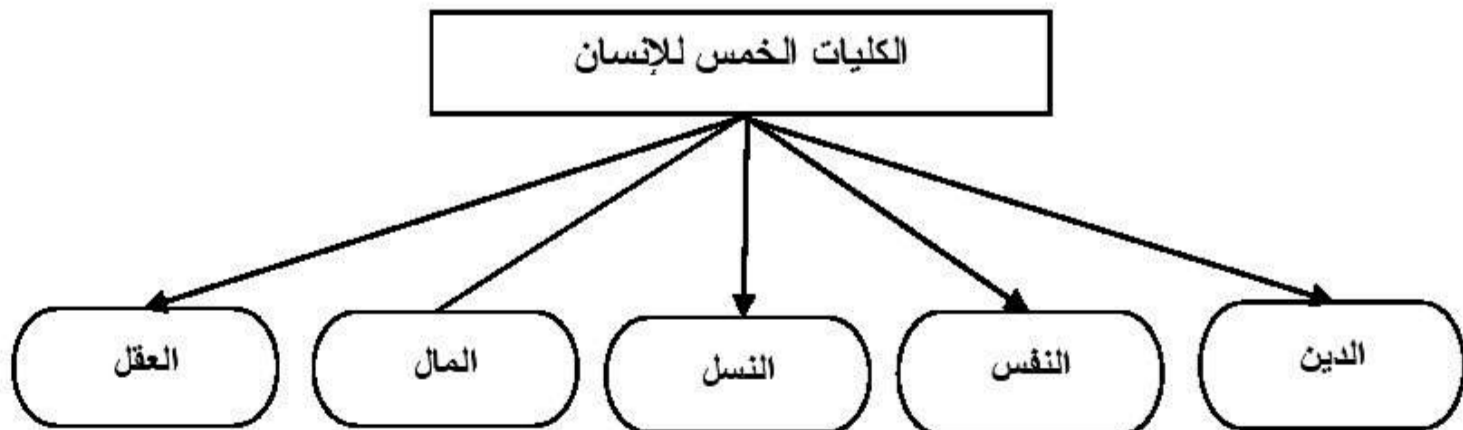 الكليات الخمس للإنسان
الدين
النفس
النسل
المال
العقل